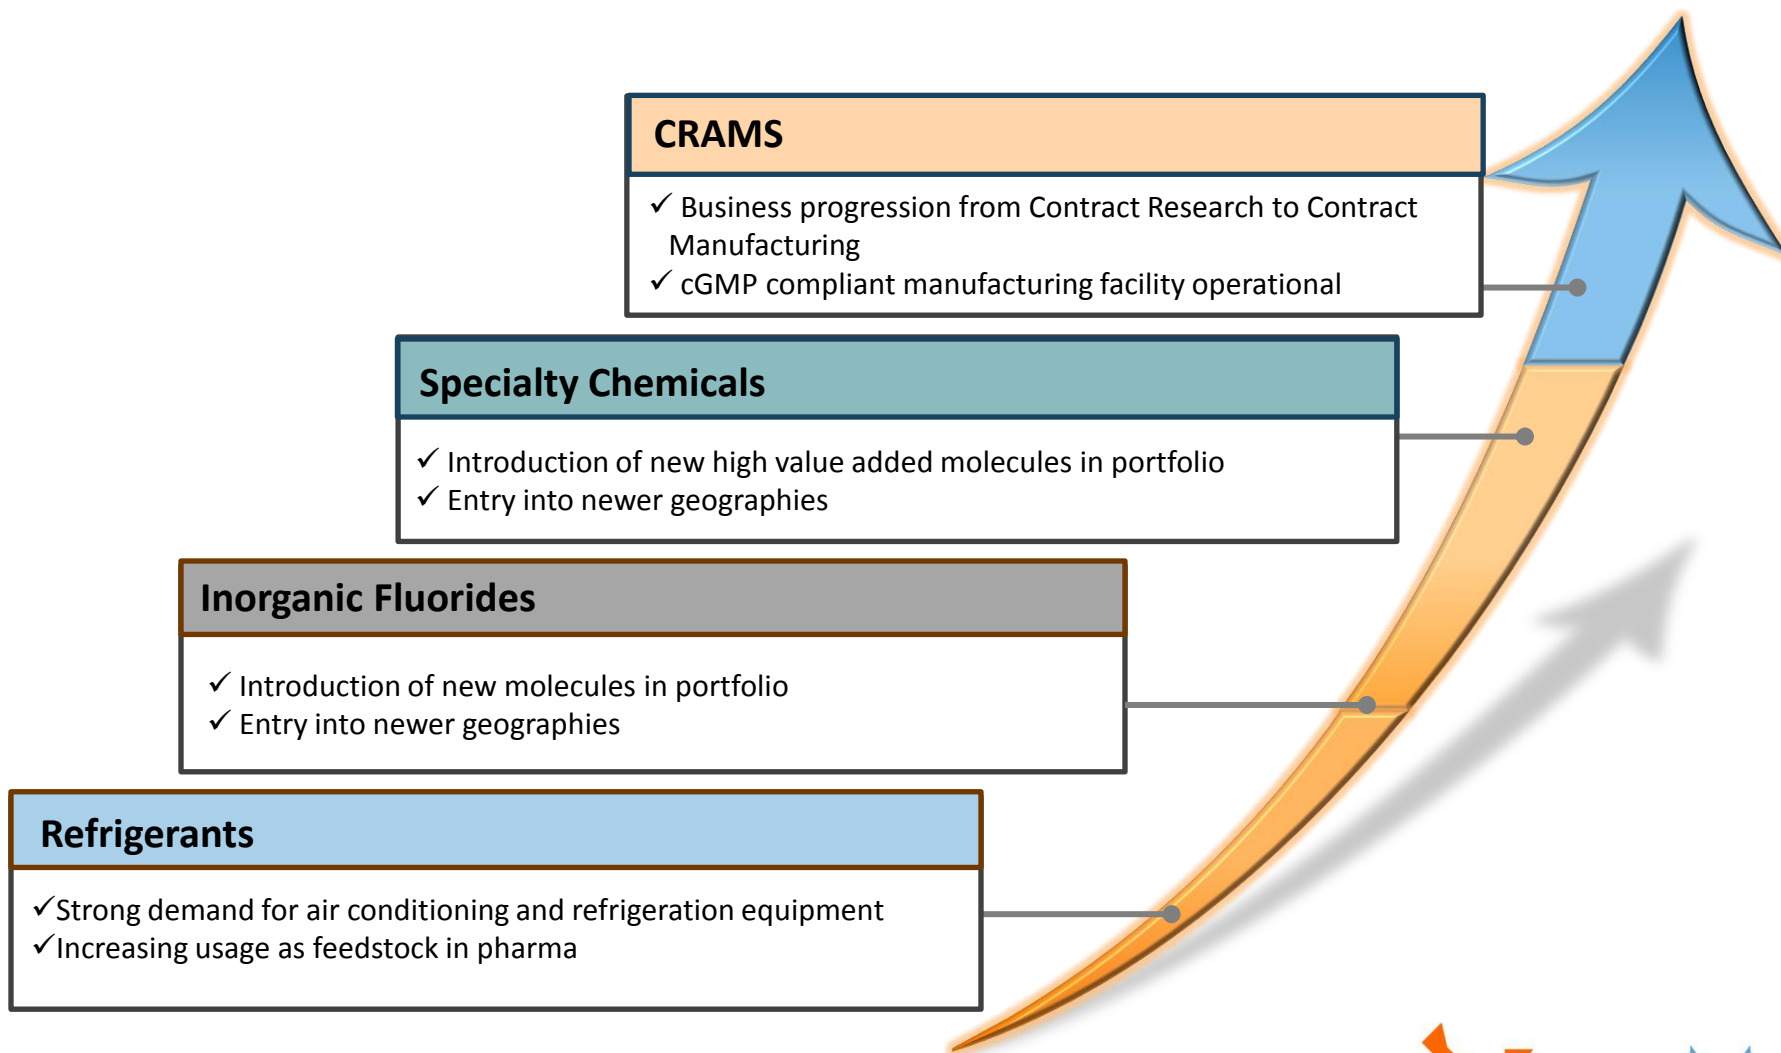 CRAMS
✓ Business progression from Contract Research to Contract
Manufacturing
✓ cGMP compliant manufacturing facility operational
Specialty Chemicals
✓ Introduction of new high value added molecules in portfolio
✓ Entry into newer geographies
Inorganic Fluorides
✓ Introduction of new molecules in portfolio
✓ Entry into newer geographies
Refrigerants
✓Strong demand for air conditioning and refrigeration equipment
✓Increasing usage as feedstock in pharma